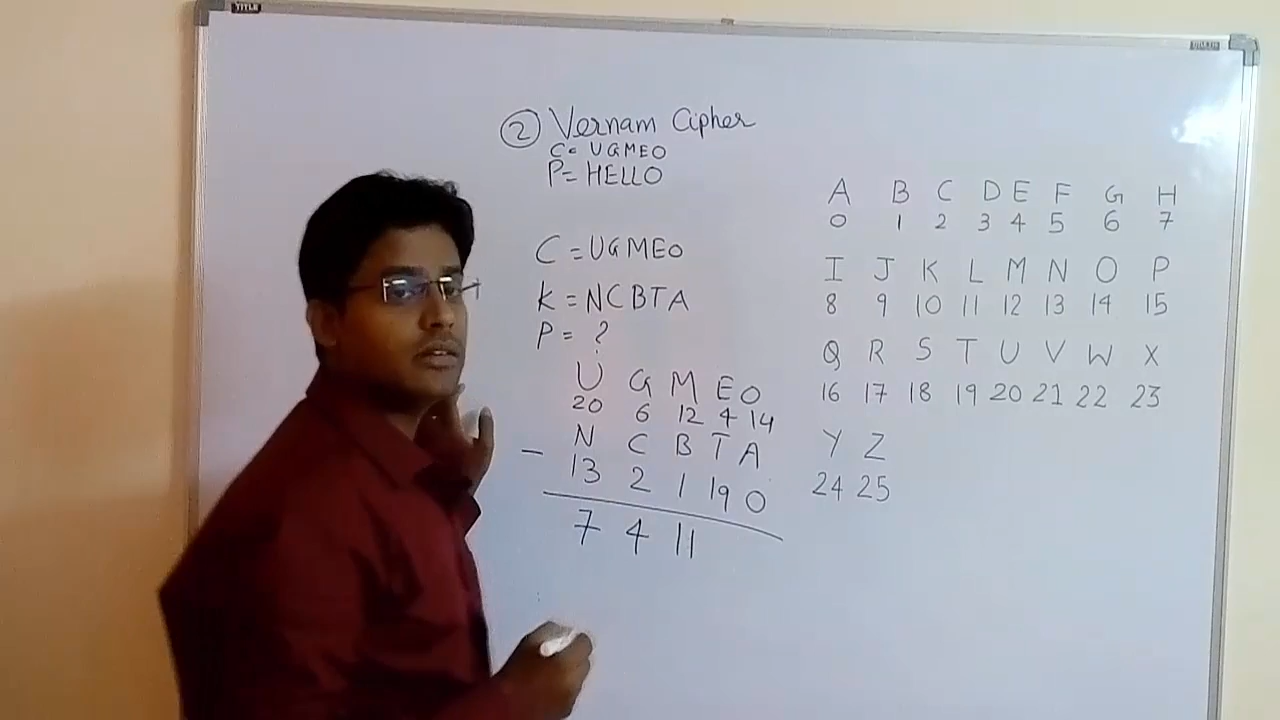 ② Vernam Cipher
C= UGMEO
P= HELLO
C = UGMEO
K = NCBTA
P = ?
U G M E O
20 6 12 4 14
N C B T A
- 13 2 1 19 0
7 4 11
A B C D E F G H
0 1 2 3 4 5 6 7
I J K L M N O P
8 9 10 11 12 13 14 15
Q R S T U V W X
16 17 18 19 20 21 22 23
Y Z
24 25